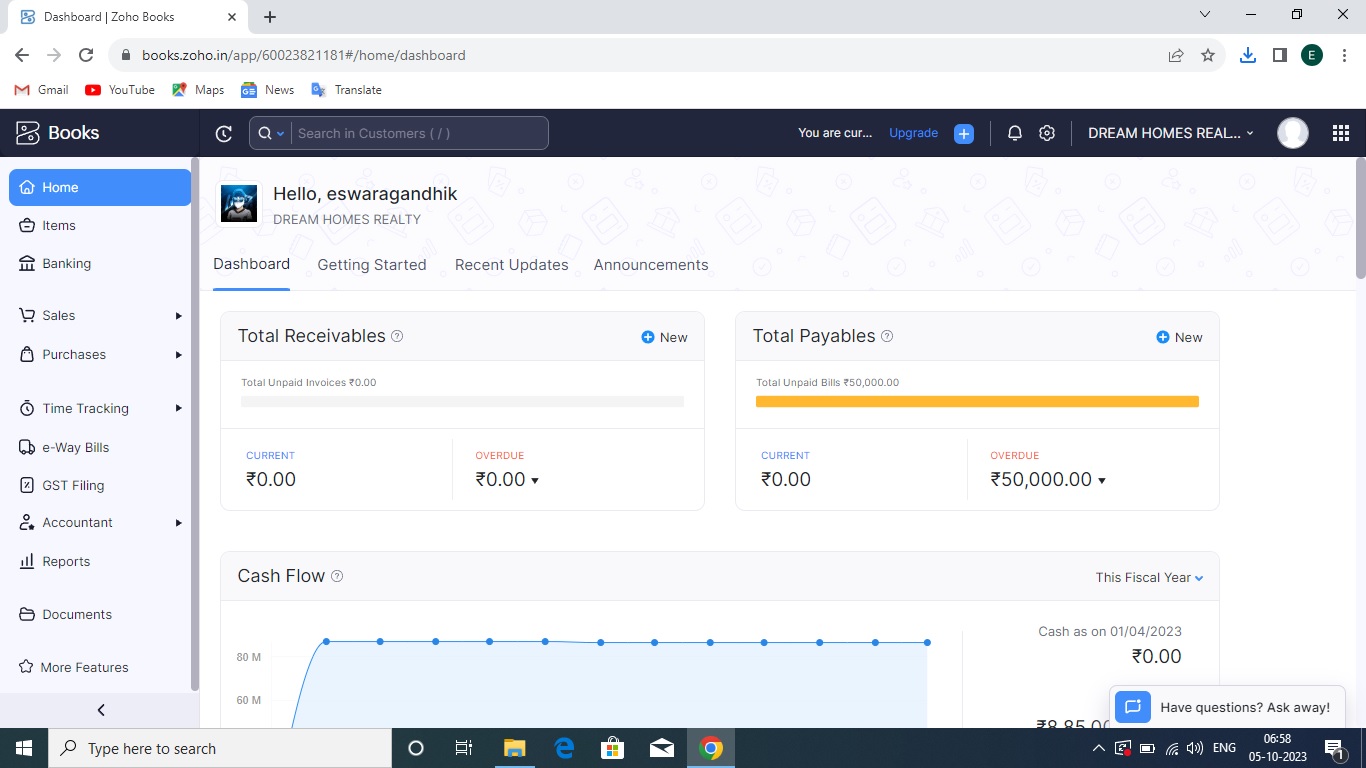 Dashboard | Zoho Books
books.zoho.in/app/60023821181#/home/dashboard
E
Gmail YouTube Maps News Translate
Books
Search in Customers ( / )
You are cur... Upgrade
DREAM HOMES REAL...
Home
Items
Banking
Sales
Purchases
Time Tracking
e-Way Bills
GST Filing
Accountant
Reports
Documents
More Features
Hello, eswaragandhik
DREAM HOMES REALTY
Dashboard Getting Started Recent Updates Announcements
Total Receivables
New
Total Unpaid Invoices ₹0.00
CURRENT
₹0.00
OVERDUE
₹0.00
Total Payables
New
Total Unpaid Bills ₹50,000.00
CURRENT
₹0.00
OVERDUE
₹50,000.00
Cash Flow
This Fiscal Year
80 M
60 M
Cash as on 01/04/2023
₹0.00
Have questions? Ask away!
Type here to search
ENG
06:58
05-10-2023
1